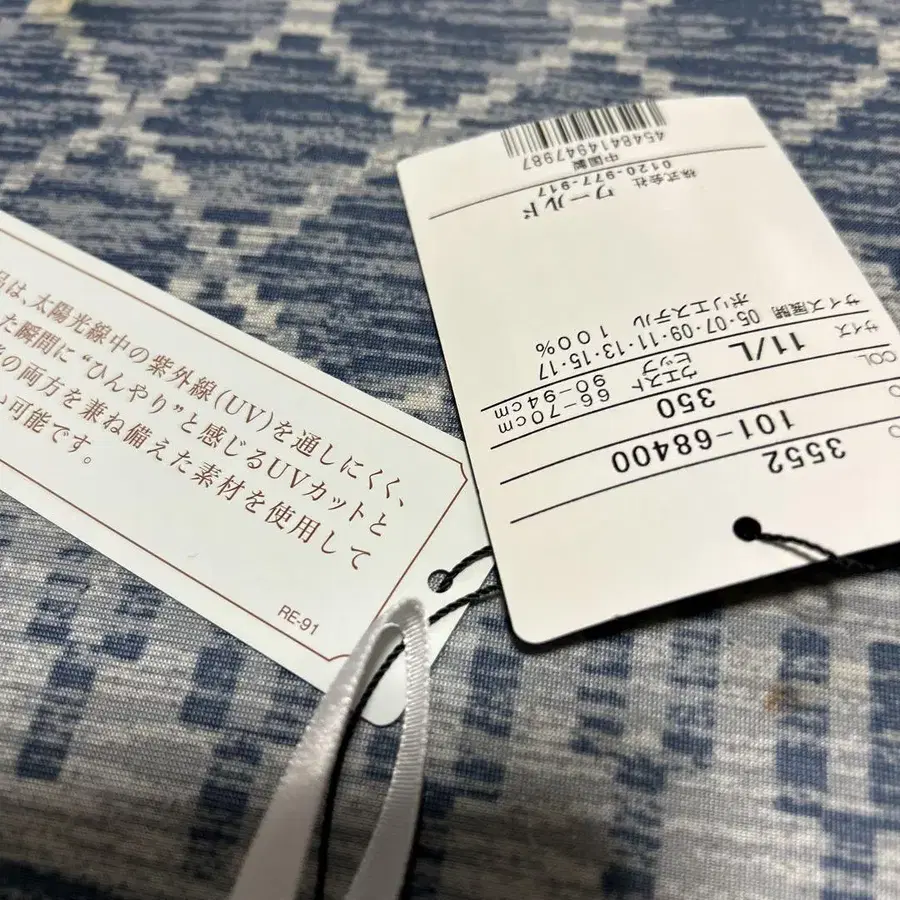 品は、太陽光線中の紫外線(UV)を通しにくく、
た瞬間に“ひんやり”と感じるUVカットと
の両方を兼ね備えた素材を使用して
可能です。
RE-91
3552
101-68400
COL 350
サイズ 11/L
サイズ展開 05・07・09・11・13・15・17
ウエスト 66-70cm
ヒップ 90-94cm
ポリエステル 100%
株式会社 ワールド
0120-977-917
中国製
4548414947987